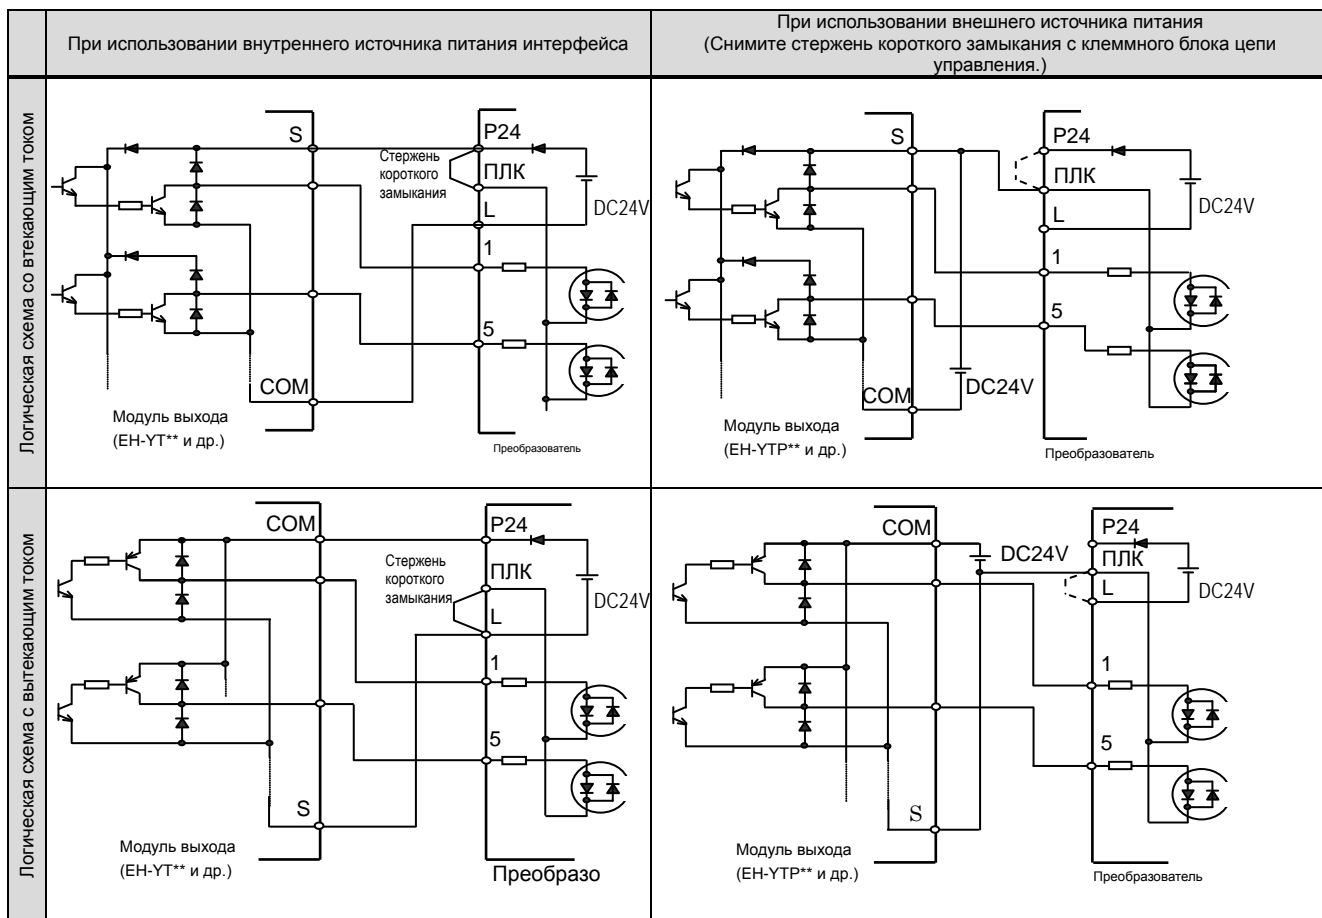 При использовании внутреннего источника питания интерфейса
При использовании внешнего источника питания
(Снимите стержень короткого замыкания с клеммного блока цепи
управления.)
Логическая схема со втекающим током
S
P24
Стержень
короткого
замыкания
ПЛК
L
DC24V
1
5
COM
Модуль выхода
(EH-YT** и др.)
Преобразователь
S
P24
ПЛК
L
DC24V
1
5
DC24V
COM
Модуль выхода
(EH-YTP** и др.)
Преобразователь
Логическая схема с вытекающим током
COM
P24
Стержень
короткого
замыкания
ПЛК
DC24V
L
1
5
S
Модуль выхода
(EH-YT** и др.)
Преобразо
COM
P24
DC24V
ПЛК
L
DC24V
1
5
S
Модуль выхода
(EH-YTP** и др.)
Преобразователь